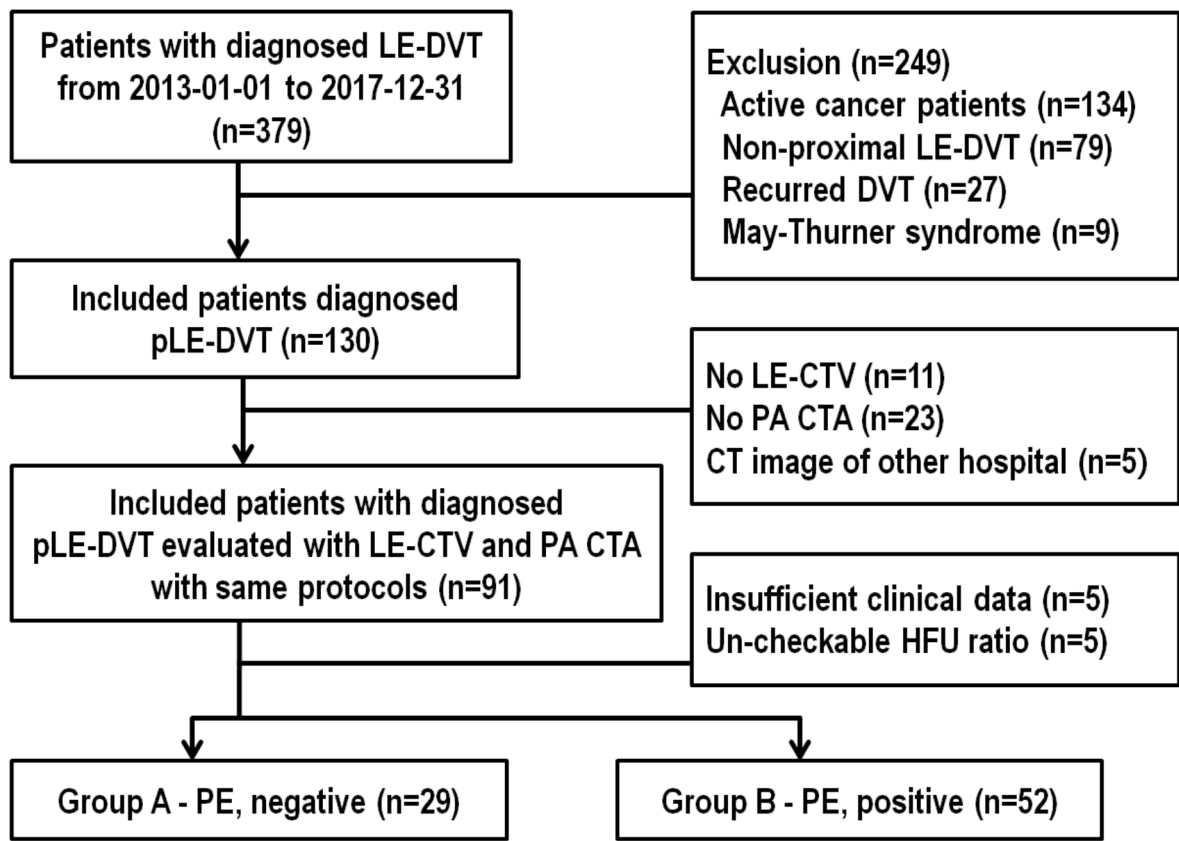 Patients with diagnosed LE-DVT
from 2013-01-01 to 2017-12-31
(n=379)
Exclusion (n=249)
Active cancer patients (n=134)
Non-proximal LE-DVT (n=79)
Recurred DVT (n=27)
May-Thurner syndrome (n=9)
Included patients diagnosed
pLE-DVT (n=130)
No LE-CTV (n=11)
No PA CTA (n=23)
CT image of other hospital (n=5)
Included patients with diagnosed
pLE-DVT evaluated with LE-CTV and PA CTA
with same protocols (n=91)
Insufficient clinical data (n=5)
Un-checkable HFU ratio (n=5)
Group A - PE, negative (n=29)
Group B - PE, positive (n=52)